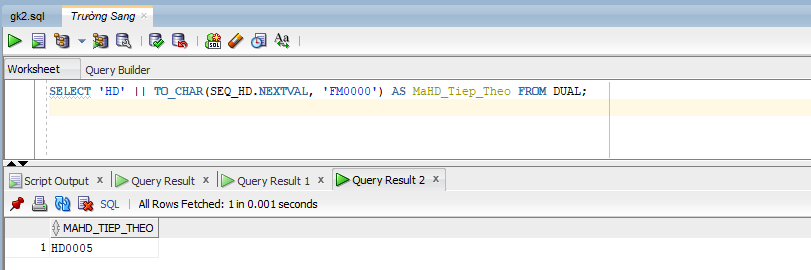 gk2.sql Trường Sang
Worksheet Query Builder
SELECT 'HD' || TO_CHAR(SEQ_HD.NEXTVAL, 'FM0000') AS MaHD_Tiep_Theo FROM DUAL;
Script Output x Query Result x Query Result 1 x Query Result 2 x
SQL | All Rows Fetched: 1 in 0.001 seconds
MAHD_TIEP_THEO
1 HD0005